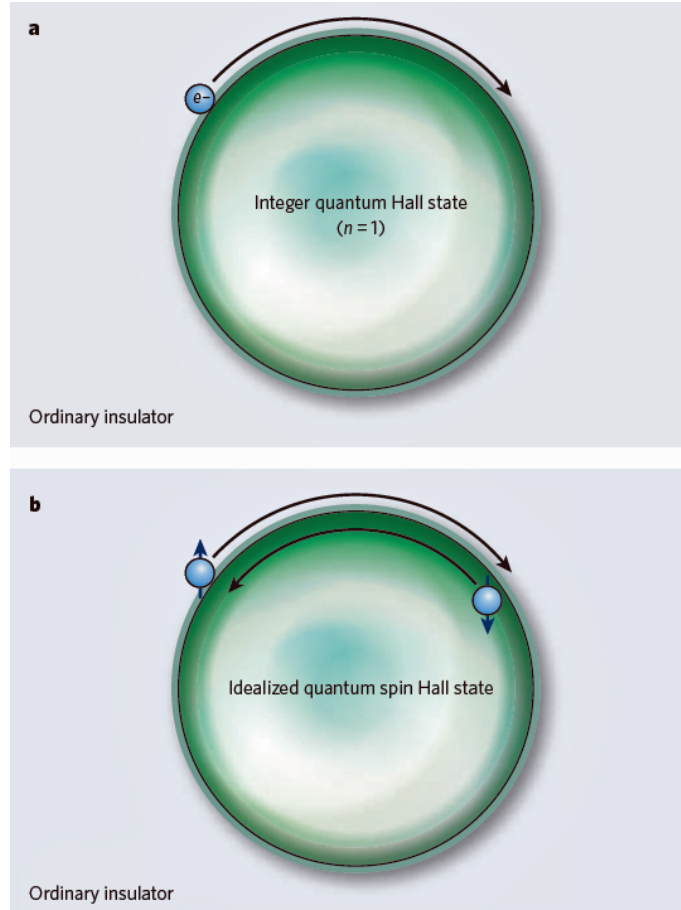 a
e–
Integer quantum Hall state
(n = 1)
Ordinary insulator
b
Idealized quantum spin Hall state
Ordinary insulator